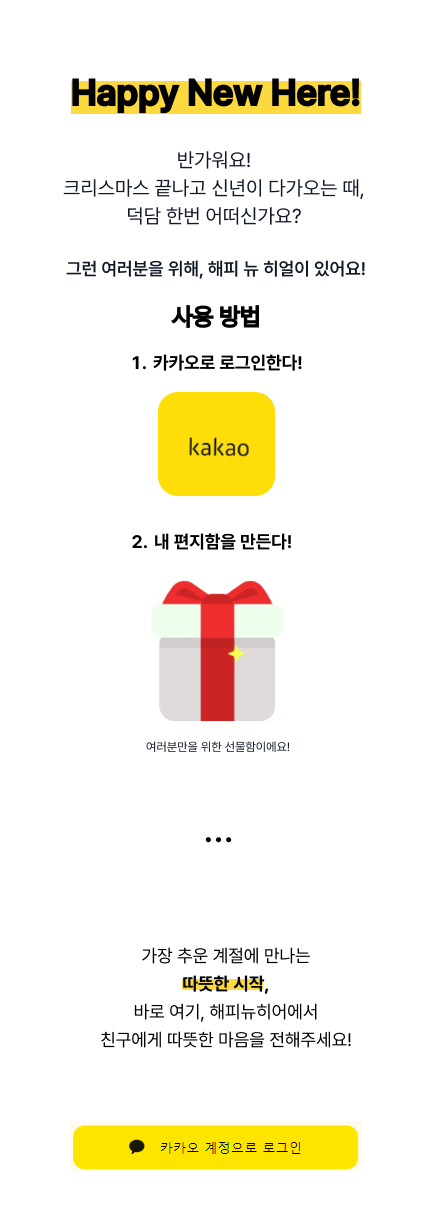 Happy New Here!
반가워요!
크리스마스 끝나고 신년이 다가오는 때,
덕담 한번 어떠신가요?
그런 여러분을 위해, 해피 뉴 히얼이 있어요!
사용 방법
1. 카카오로 로그인한다!
kakao
2. 내 편지함을 만든다!
여러분만을 위한 선물함이에요!
...
가장 추운 계절에 만나는
따뜻한 시작,
바로 여기, 해피뉴히어에서
친구에게 따뜻한 마음을 전해주세요!
카카오 계정으로 로그인